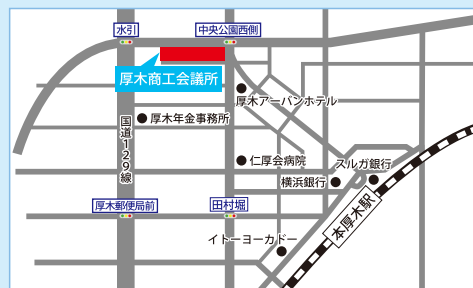 水引
中央公園西側
厚木商工会議所
厚木アーバンホテル
厚木年金事務所
国道129線
仁厚会病院
スルガ銀行
横浜銀行
厚木郵便局前
田村堀
本厚木駅
イトーヨーカドー